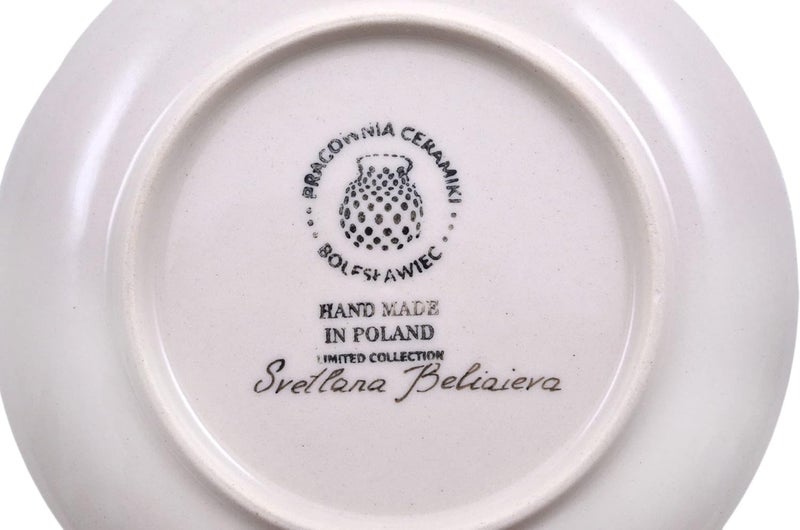 PRACOWNIA CERAMIKI
BOLESŁAWIEC
HAND MADE
IN POLAND
LIMITED COLLECTION
Svetlana Beliaieva